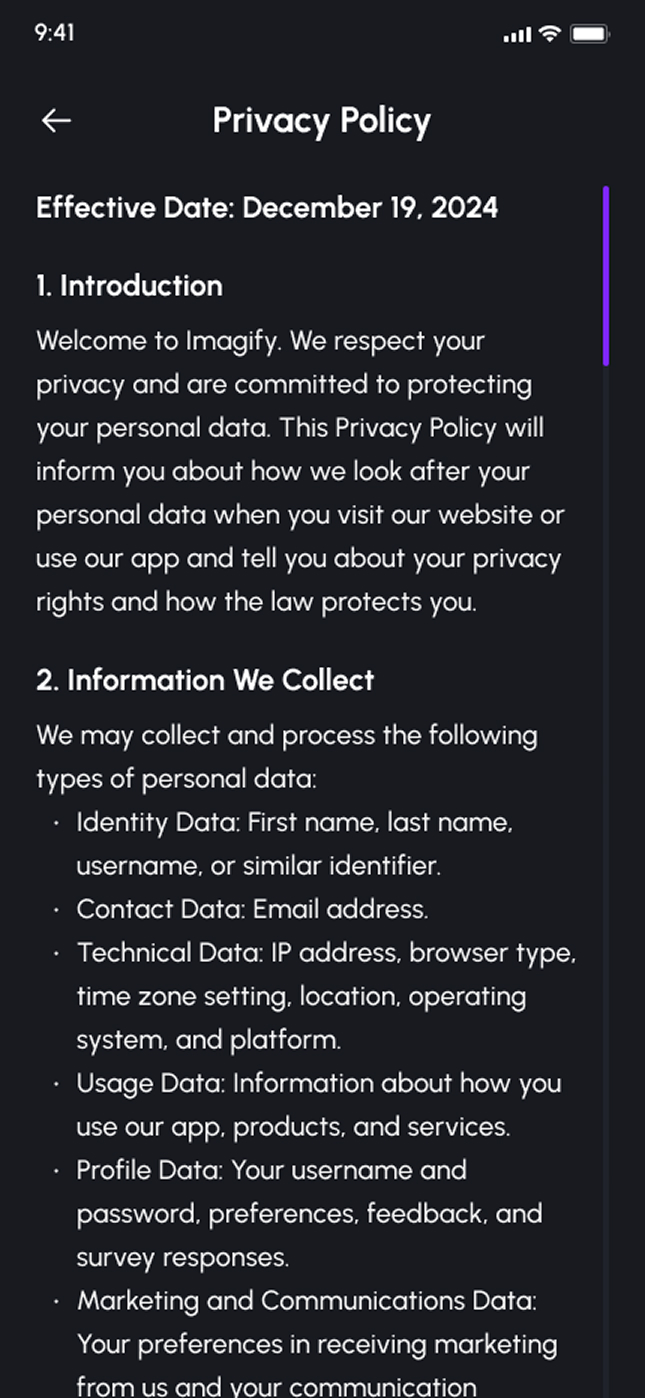 9:41
Privacy Policy
Effective Date: December 19, 2024
1. Introduction
Welcome to Imagify. We respect your
privacy and are committed to protecting
your personal data. This Privacy Policy will
inform you about how we look after your
personal data when you visit our website or
use our app and tell you about your privacy
rights and how the law protects you.
2. Information We Collect
We may collect and process the following
types of personal data:
· Identity Data: First name, last name,
username, or similar identifier.
· Contact Data: Email address.
· Technical Data: IP address, browser type,
time zone setting, location, operating
system, and platform.
· Usage Data: Information about how you
use our app, products, and services.
· Profile Data: Your username and
password, preferences, feedback, and
survey responses.
· Marketing and Communications Data:
Your preferences in receiving marketing
from us and your communication